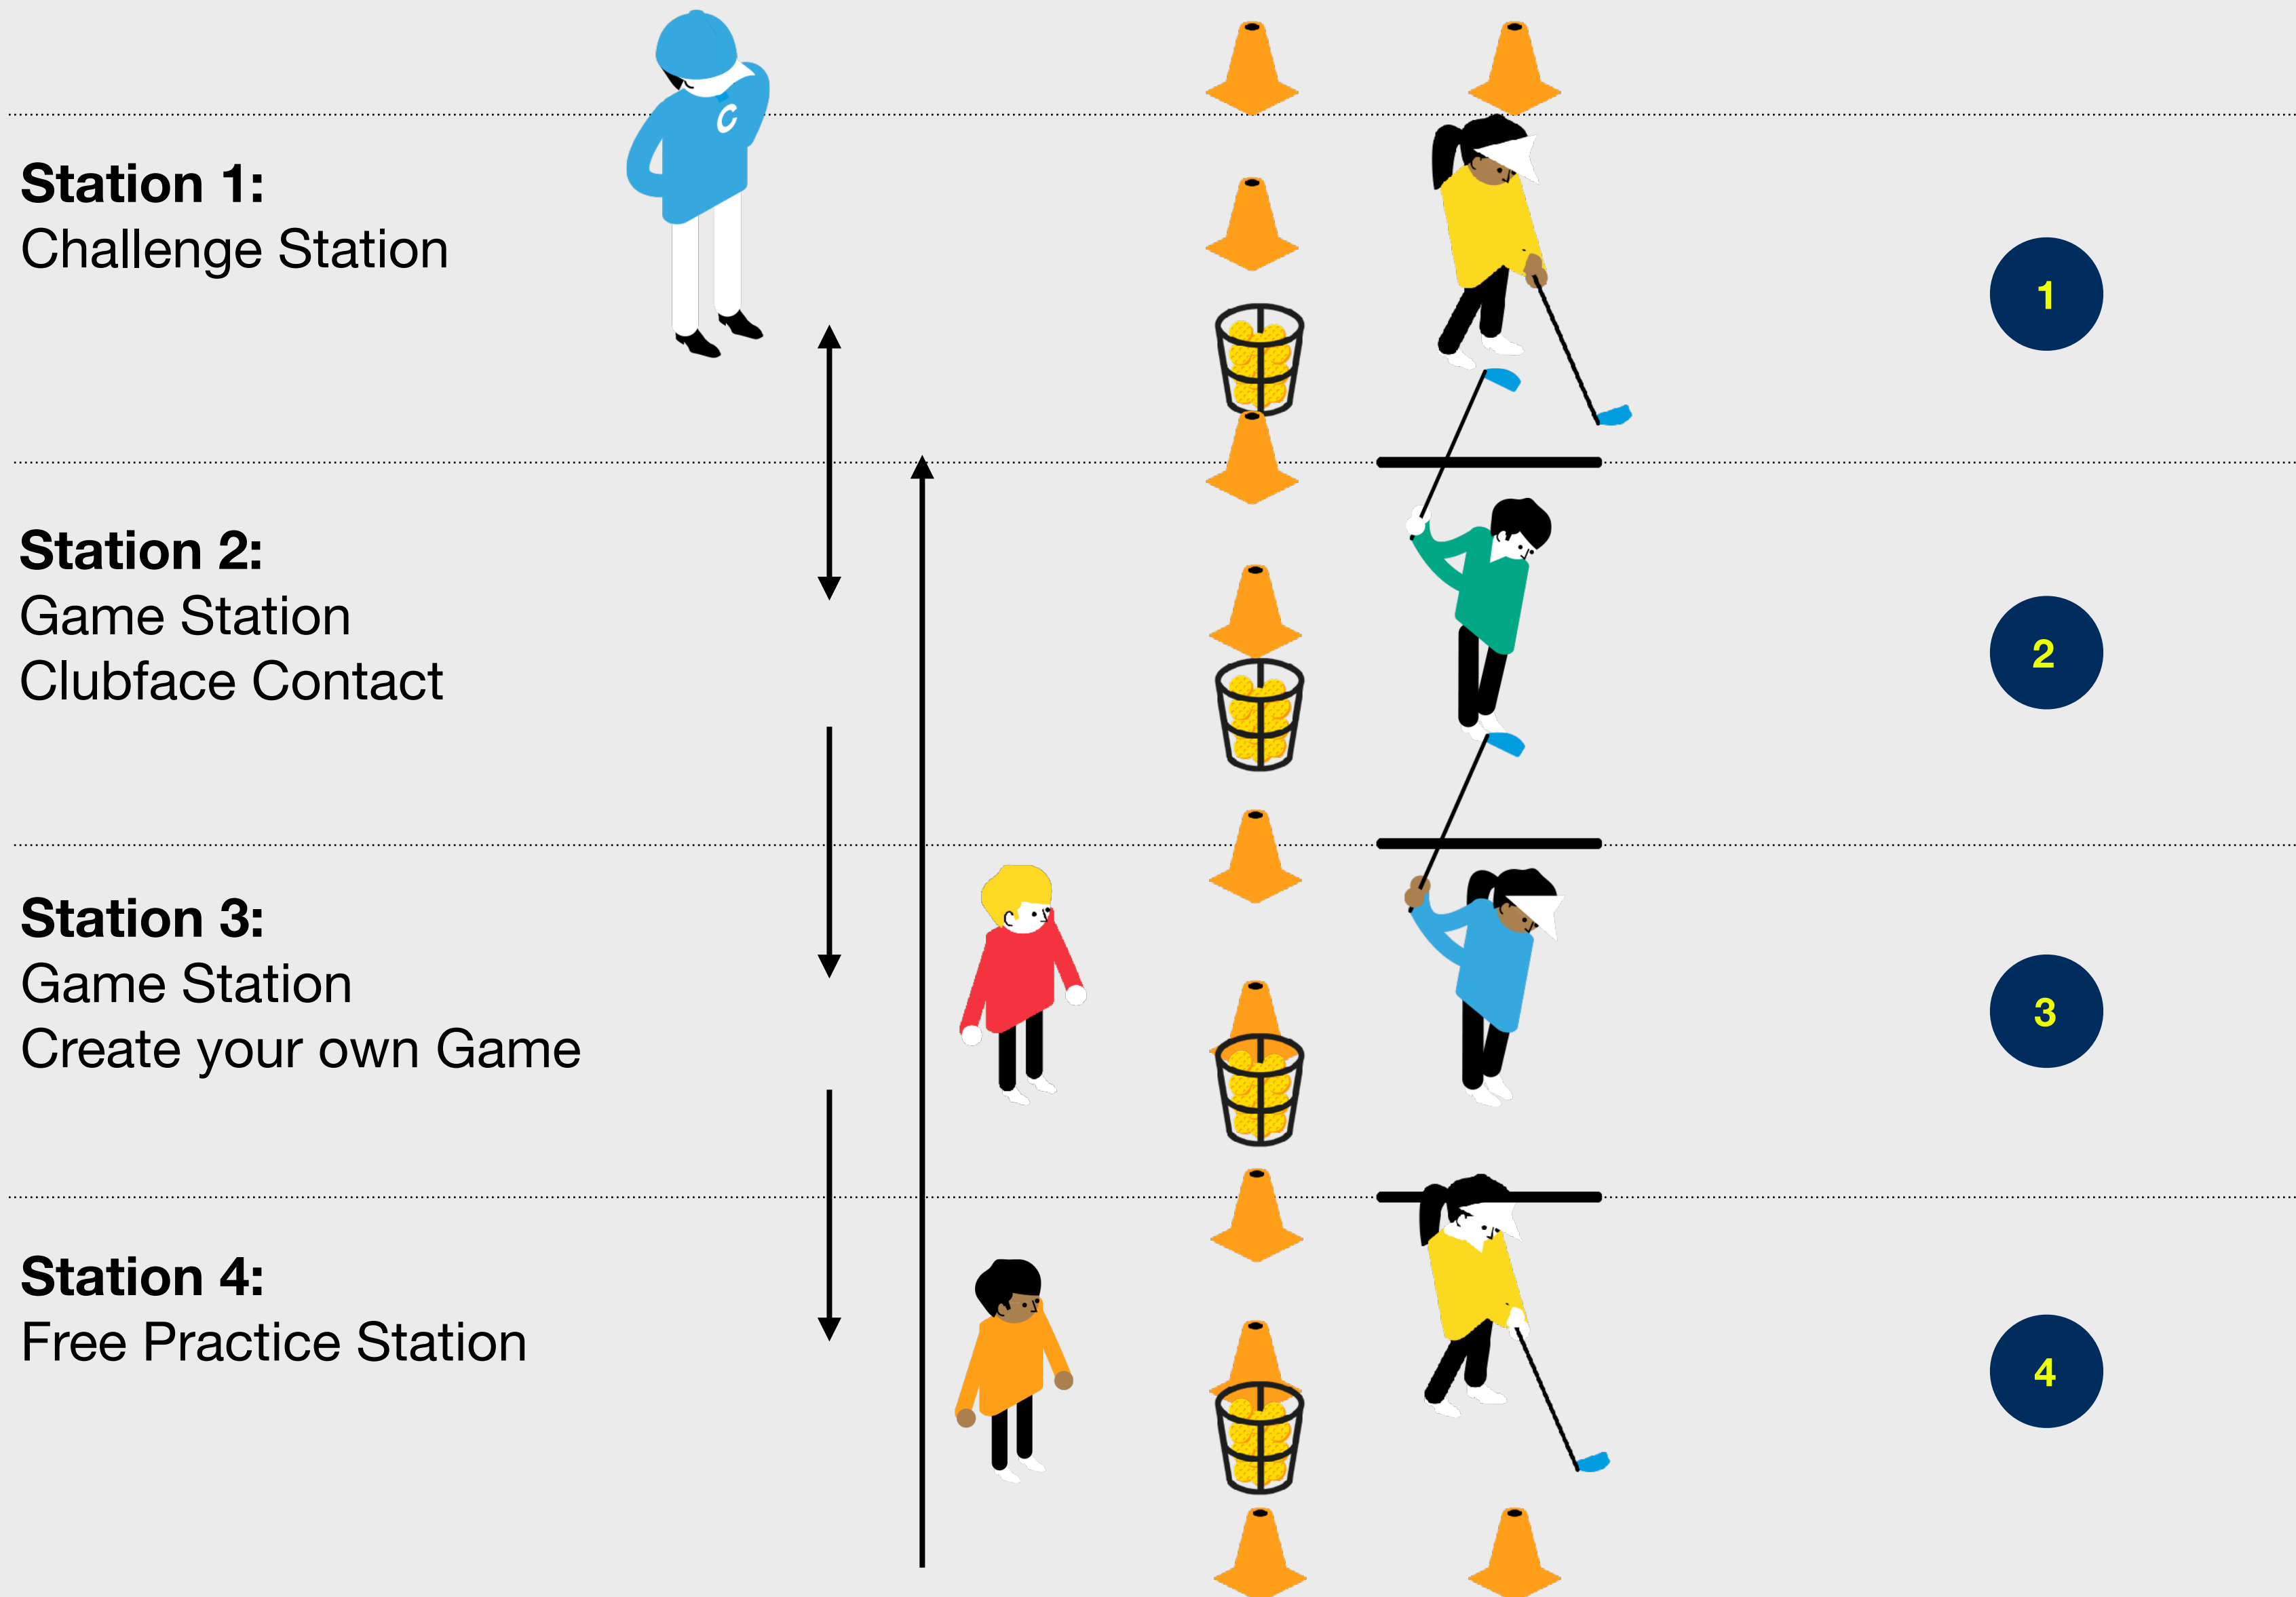 C
Station 1:
Challenge Station
1
Station 2:
Game Station
Clubface Contact
2
Station 3:
Game Station
Create your own Game
3
Station 4:
Free Practice Station
4